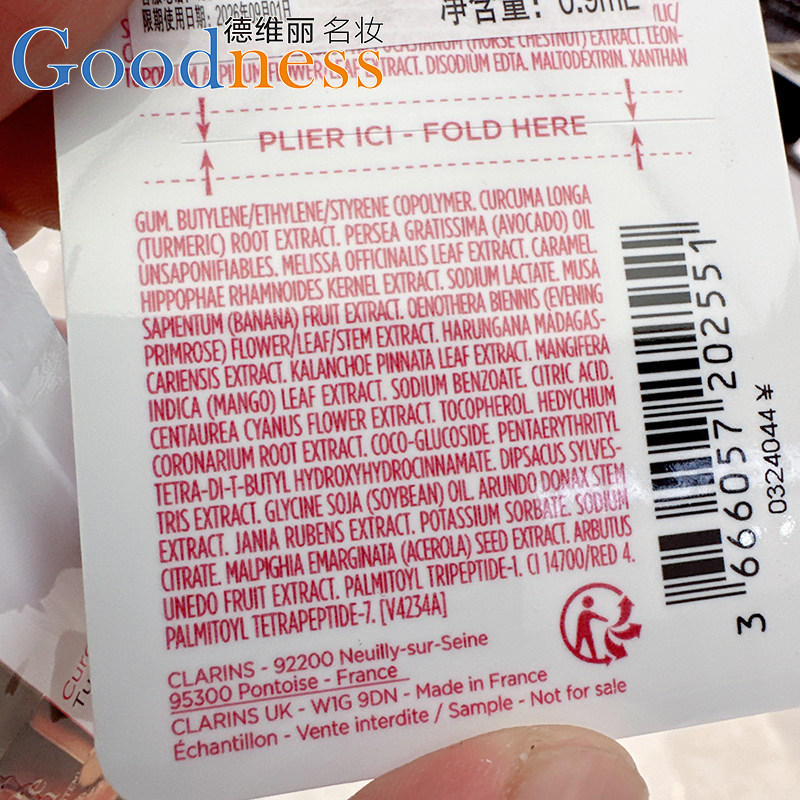 限期使用日期：2026年09月01日
净含量：0.9mL
德维丽 名妆
Goodness
(HORSE CHESTNUT) EXTRACT. LEON-
FLOWER/LEAF EXTRACT. DISODIUM EDTA. MALTODEXTRIN. XANTHAN
PLIER ICI - FOLD HERE
GUM. BUTYLENE/ETHYLENE/STYRENE COPOLYMER. CURCUMA LONGA
(TURMERIC) ROOT EXTRACT. PERSEA GRATISSIMA (AVOCADO) OIL
UNSAPONIFIABLES. MELISSA OFFICINALIS LEAF EXTRACT. CARAMEL.
HIPPOPHAE RHAMNOIDES KERNEL EXTRACT. SODIUM LACTATE. MUSA
SAPIENTUM (BANANA) FRUIT EXTRACT. OENOTHERA BIENNIS (EVENING
PRIMROSE) FLOWER/LEAF/STEM EXTRACT. HARUNGANA MADAGAS-
CARIENSIS EXTRACT. KALANCHOE PINNATA LEAF EXTRACT. MANGIFERA
INDICA (MANGO) LEAF EXTRACT. SODIUM BENZOATE. CITRIC ACID.
CENTAUREA CYANUS FLOWER EXTRACT. TOCOPHEROL. HEDYCHIUM
CORONARIUM ROOT EXTRACT. COCO-GLUCOSIDE. PENTAERYTHRITYL
TETRA-DI-T-BUTYL HYDROXYHYDROCINNAMATE. DIPSACUS SYLVES-
TRIS EXTRACT. GLYCINE SOJA (SOYBEAN) OIL. ARUNDO DONAX STEM
EXTRACT. JANIA RUBENS EXTRACT. POTASSIUM SORBATE. SODIUM
CITRATE. MALPIGHIA EMARGINATA (ACEROLA) SEED EXTRACT. ARBUTUS
UNEDO FRUIT EXTRACT. PALMITOYL TRIPEPTIDE-1. CI 14700/RED 4.
PALMITOYL TETRAPEPTIDE-7. [V4234A]
CLARINS - 92200 Neuilly-sur-Seine
95300 Pontoise - France
CLARINS UK - W1G 9DN - Made in France
Échantillon - Vente interdite / Sample - Not for sale
3 666057 202551
0324044